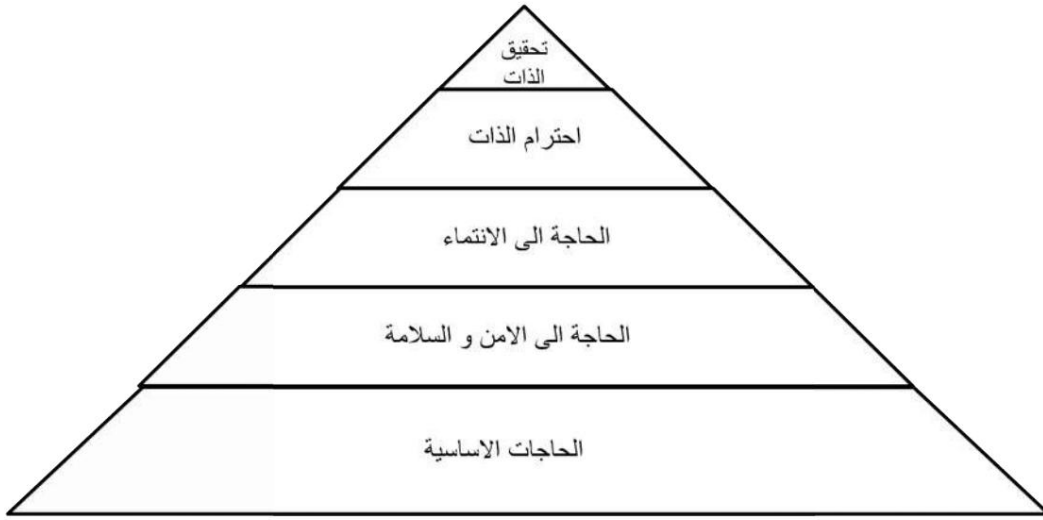 تحقيق
الذات
احترام الذات
الحاجة الى الانتماء
الحاجة الى الامن و السلامة
الحاجات الاساسية